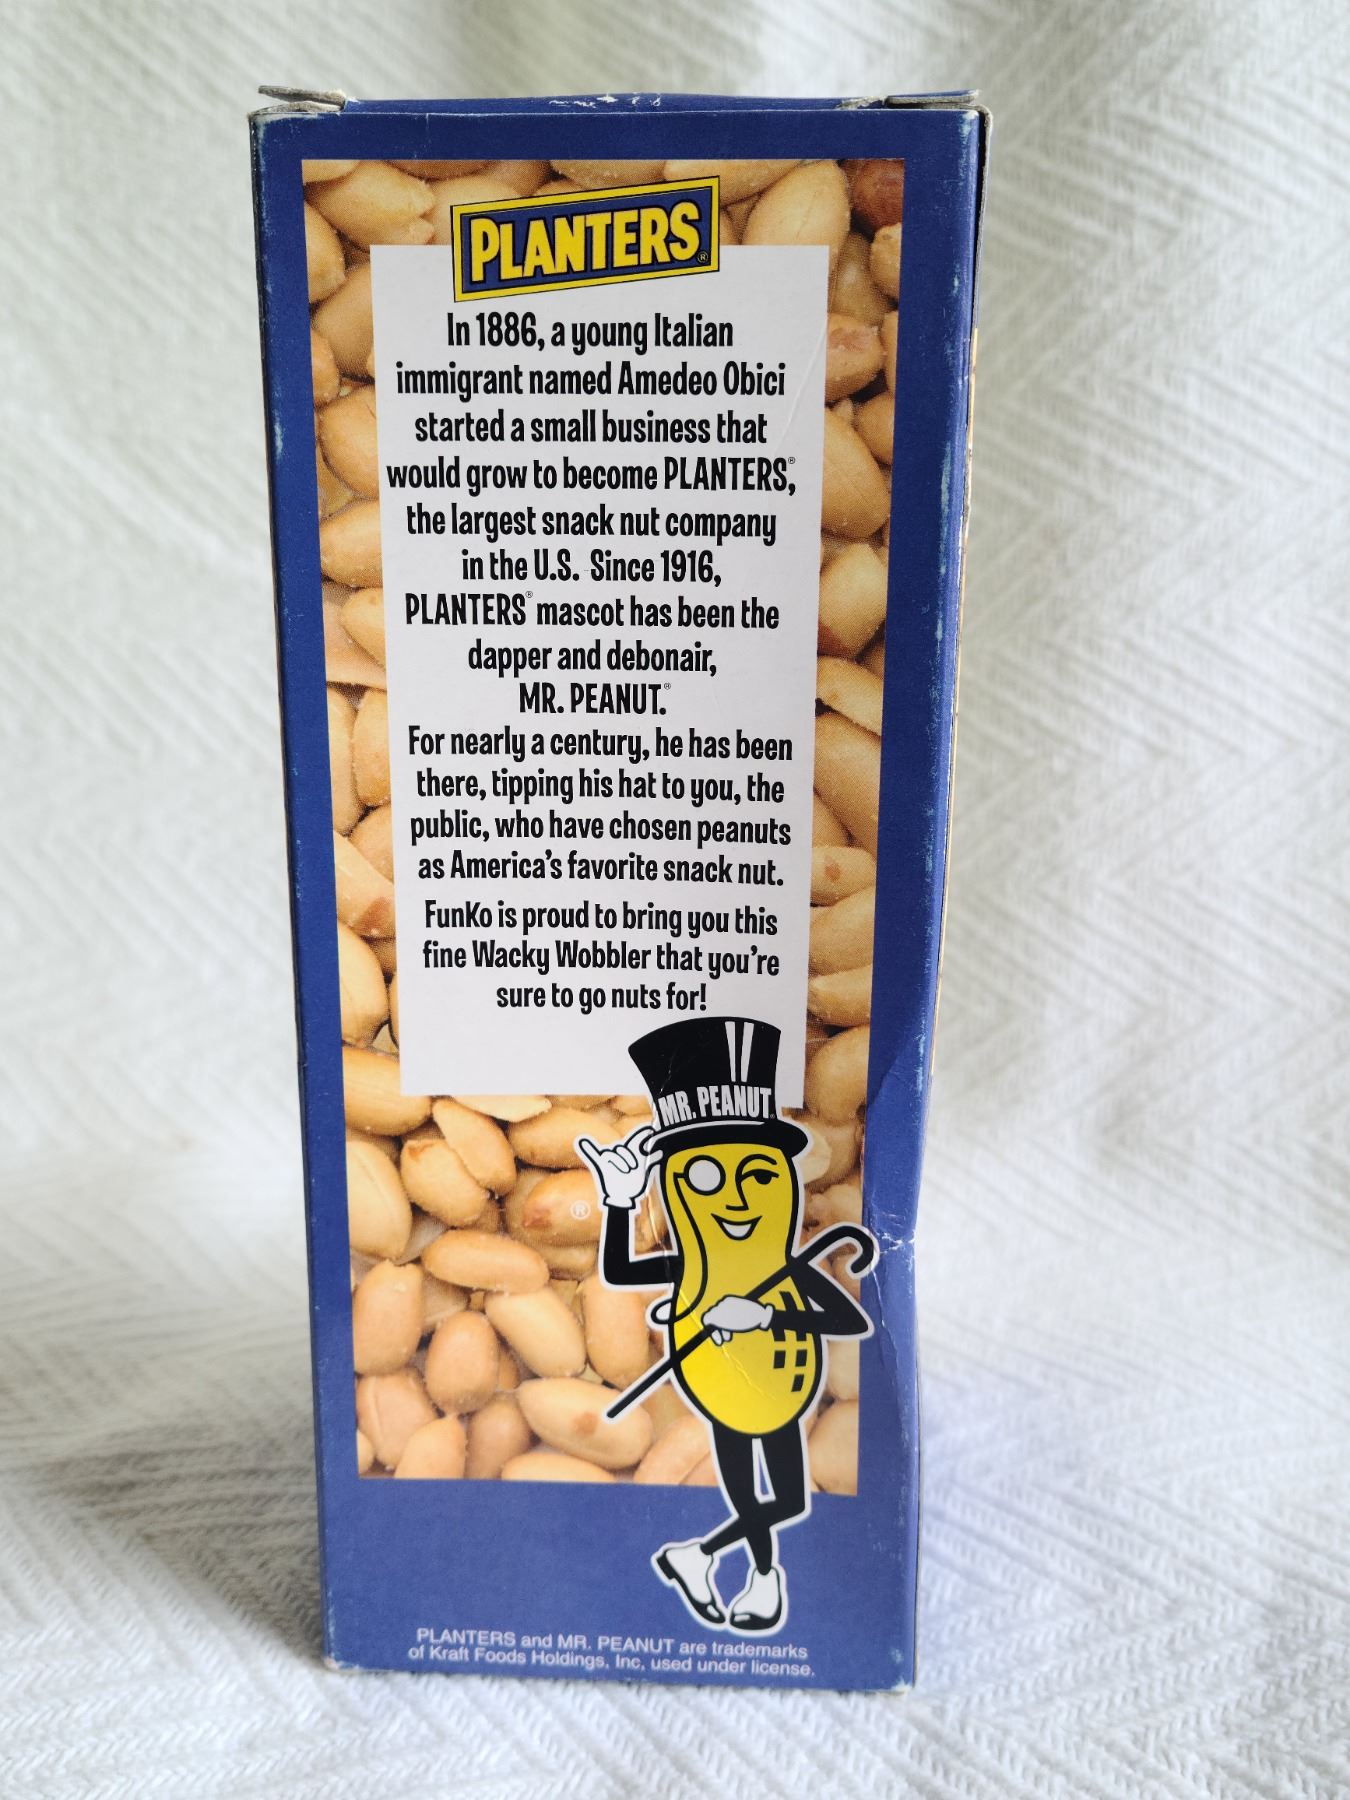 PLANTERS®
In 1886, a young Italian
immigrant named Amedeo Obici
started a small business that
would grow to become PLANTERS®,
the largest snack nut company
in the U.S. Since 1916,
PLANTERS® mascot has been the
dapper and debonair,
MR. PEANUT.®
For nearly a century, he has been
there, tipping his hat to you, the
public, who have chosen peanuts
as America's favorite snack nut.
FunKo is proud to bring you this
fine Wacky Wobbler that you're
sure to go nuts for!
MR. PEANUT
®
PLANTERS and MR. PEANUT are trademarks
of Kraft Foods Holdings, Inc, used under license.